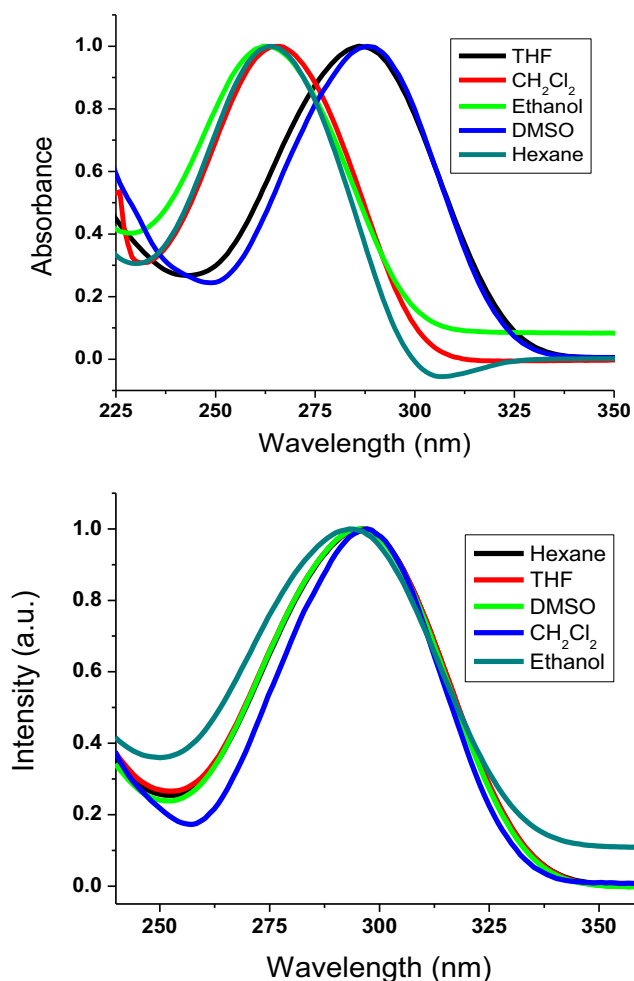 1.0
0.8
0.6
0.4
0.2
0.0
Absorbance
THF
CH₂Cl₂
Ethanol
DMSO
Hexane
225 250 275 300 325 350
Wavelength (nm)
1.0
0.8
0.6
0.4
0.2
0.0
Intensity (a.u.)
Hexane
THF
DMSO
CH₂Cl₂
Ethanol
250 275 300 325 350
Wavelength (nm)